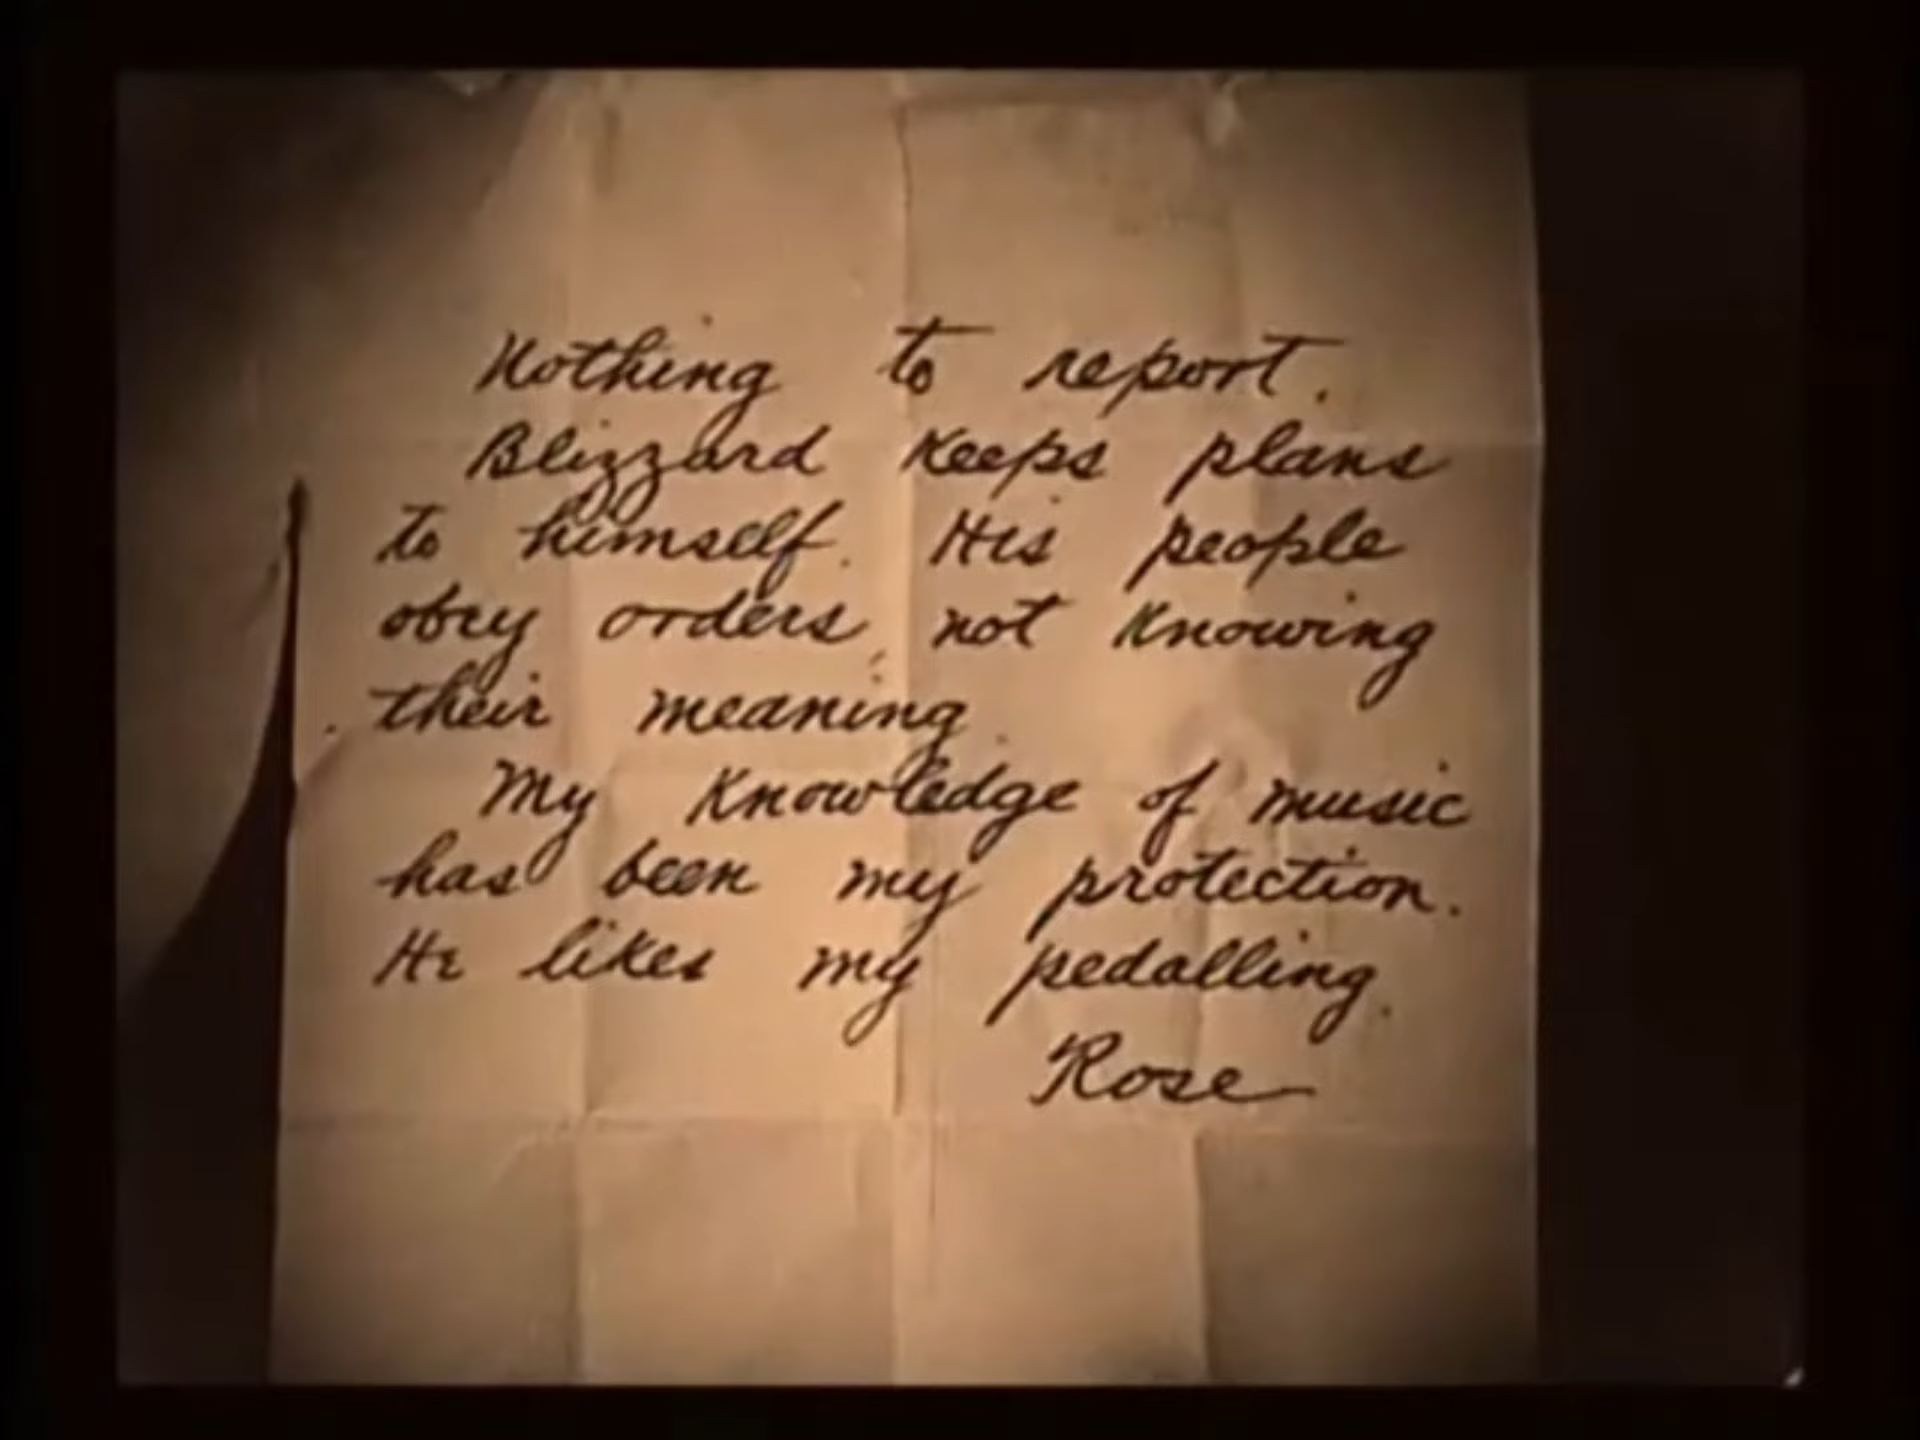 Nothing to report.
Blizzard keeps plans
to himself. His people
obey orders, not knowing
their meaning.
My knowledge of music
has been my protection.
He likes my pedalling.
Rose